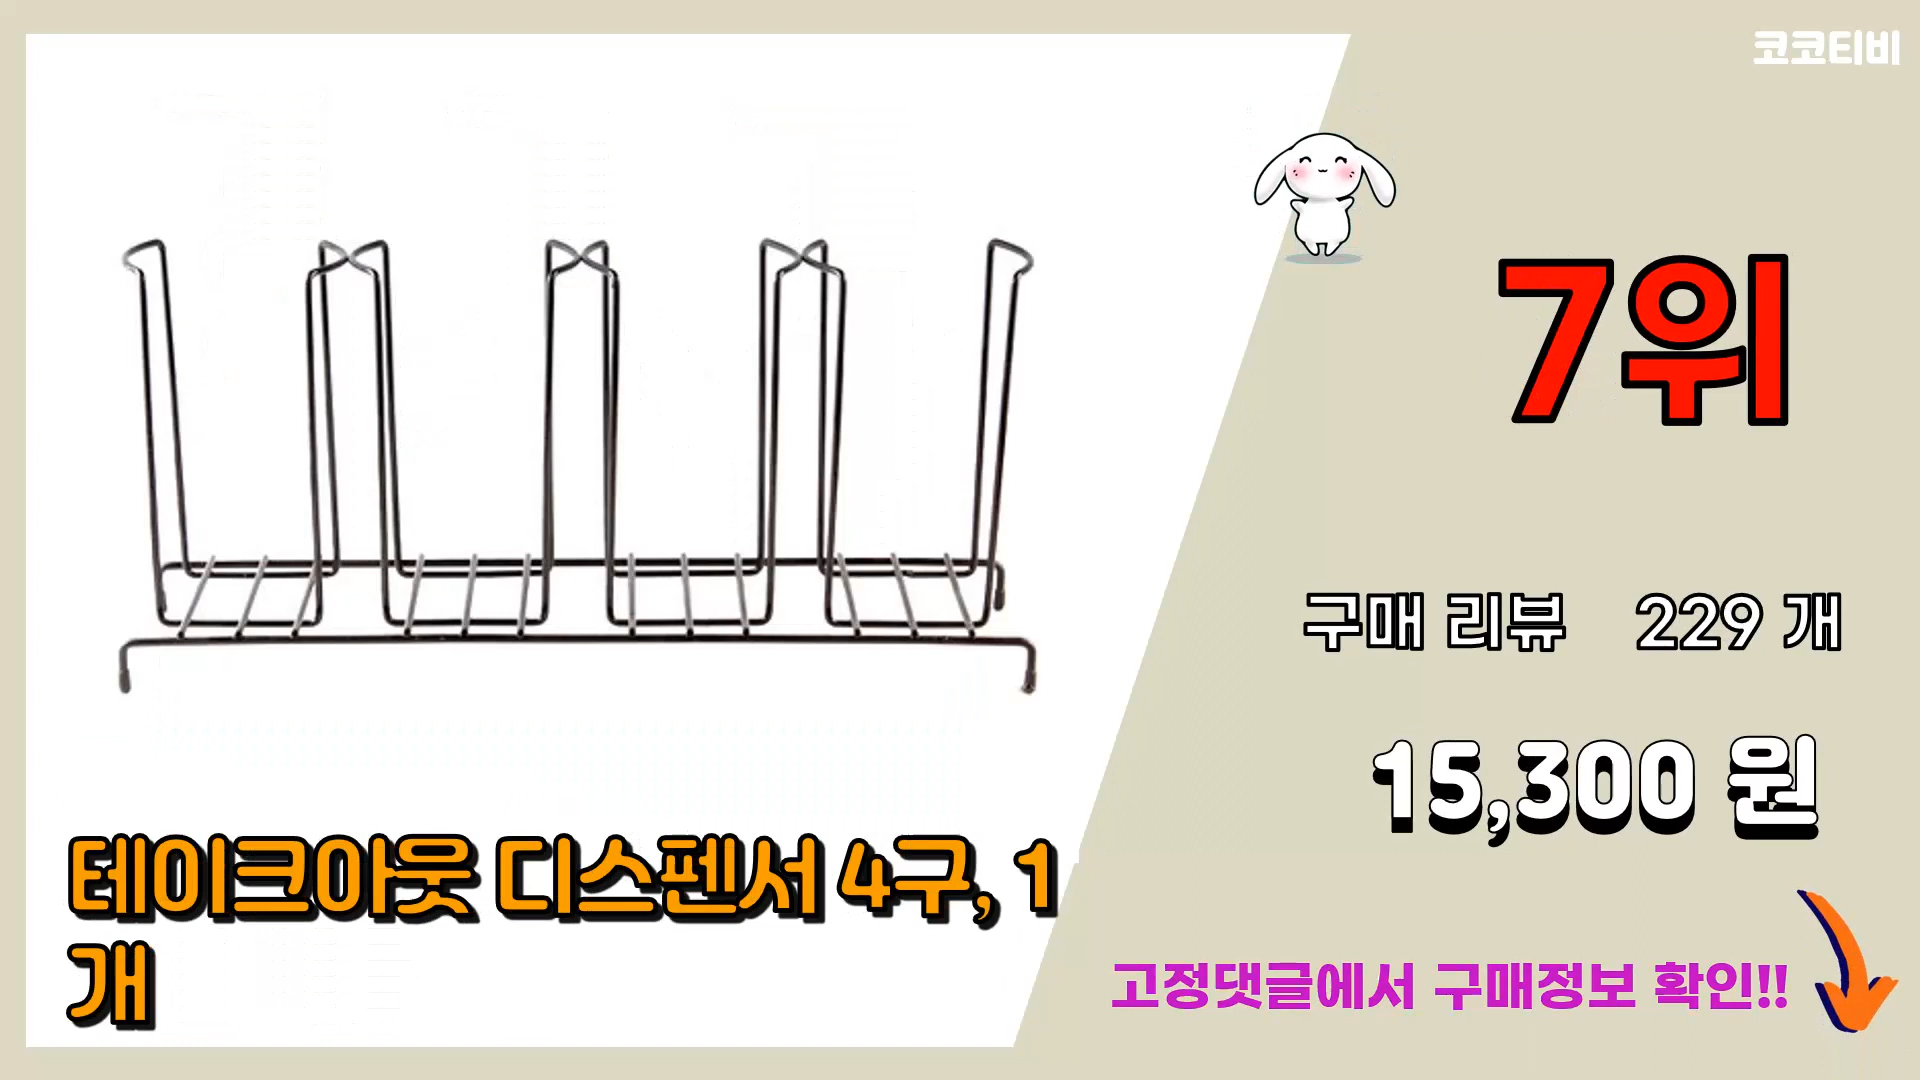 코코티비
7위
구매 리뷰 229 개
15,300 원
테이크아웃 디스펜서 4구, 1
개
고정댓글에서 구매정보 확인!!